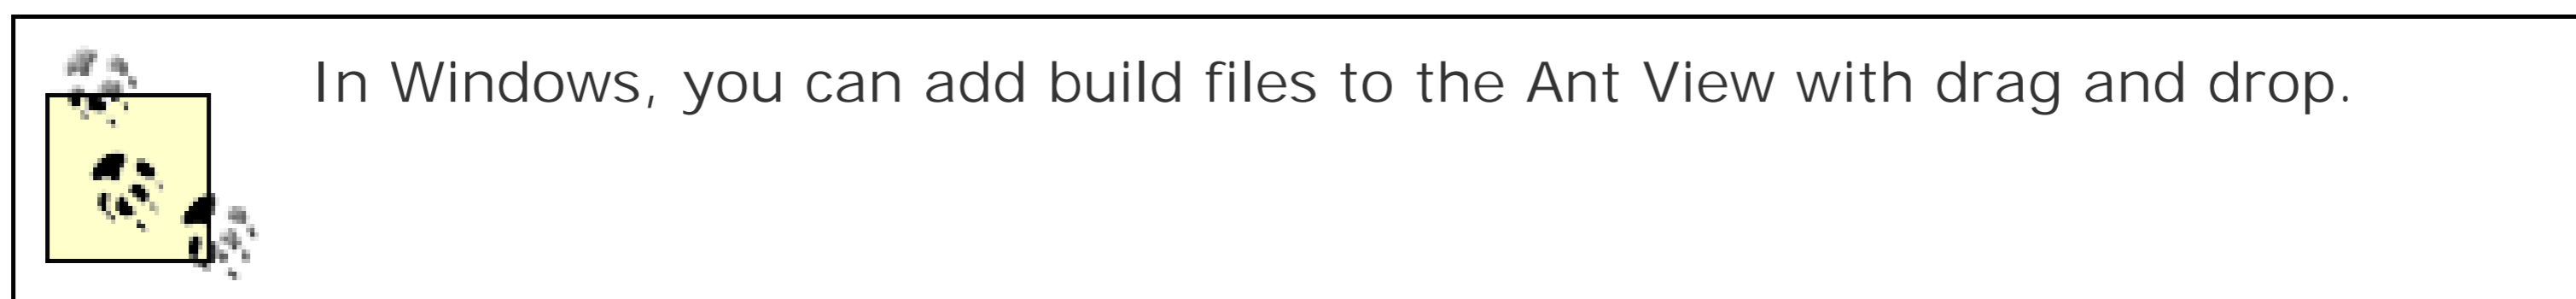 In Windows, you can add build files to the Ant View with drag and drop.